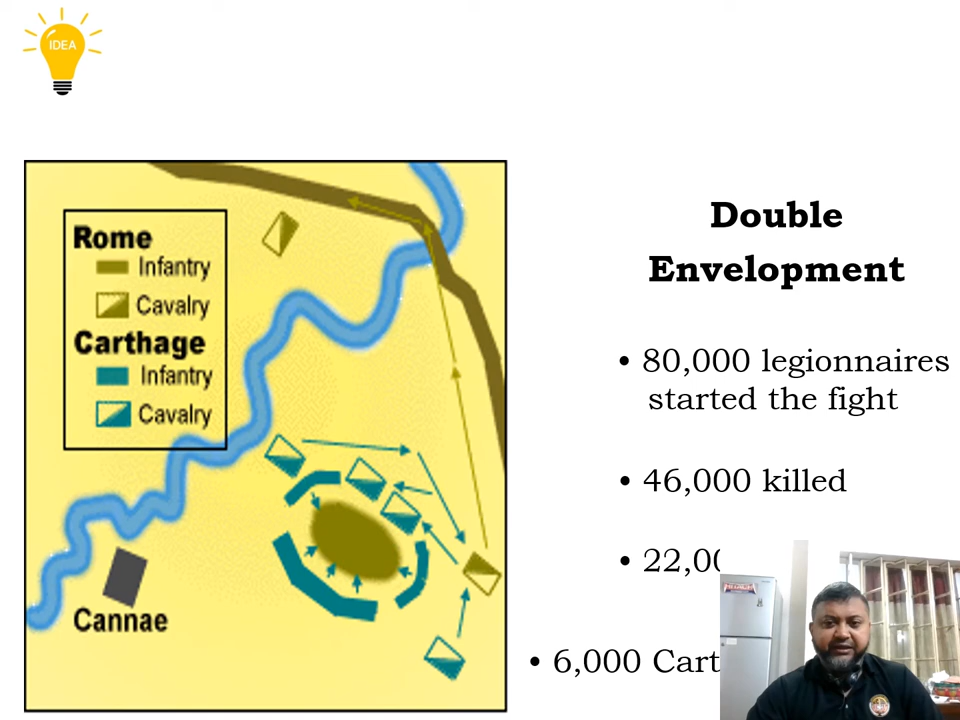 IDEA
Rome
Infantry
Cavalry
Carthage
Infantry
Cavalry
Cannae
Double
Envelopment
• 80,000 legionnaires
started the fight
• 46,000 killed
• 22,00
• 6,000 Cart